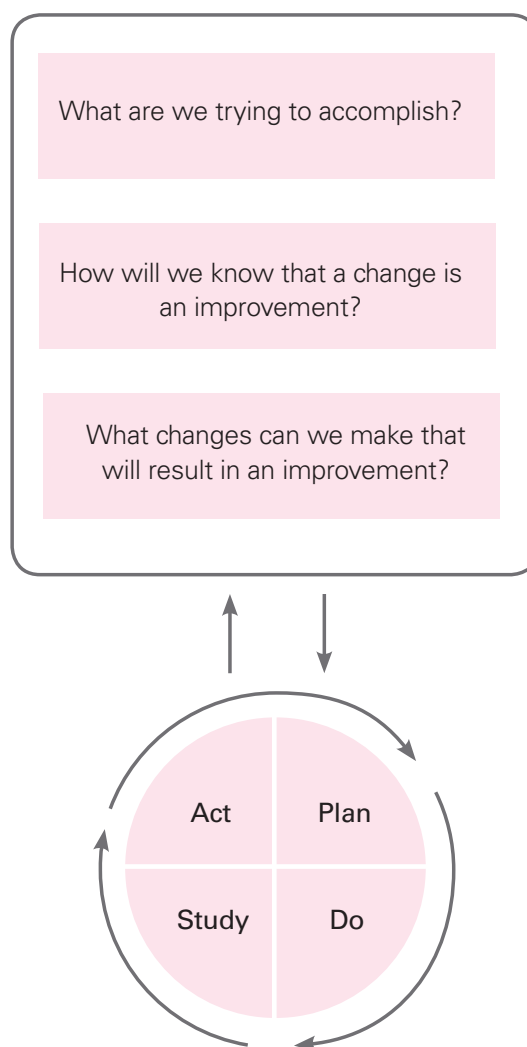 What are we trying to accomplish?
How will we know that a change is
an improvement?
What changes can we make that
will result in an improvement?
Act
Plan
Study
Do